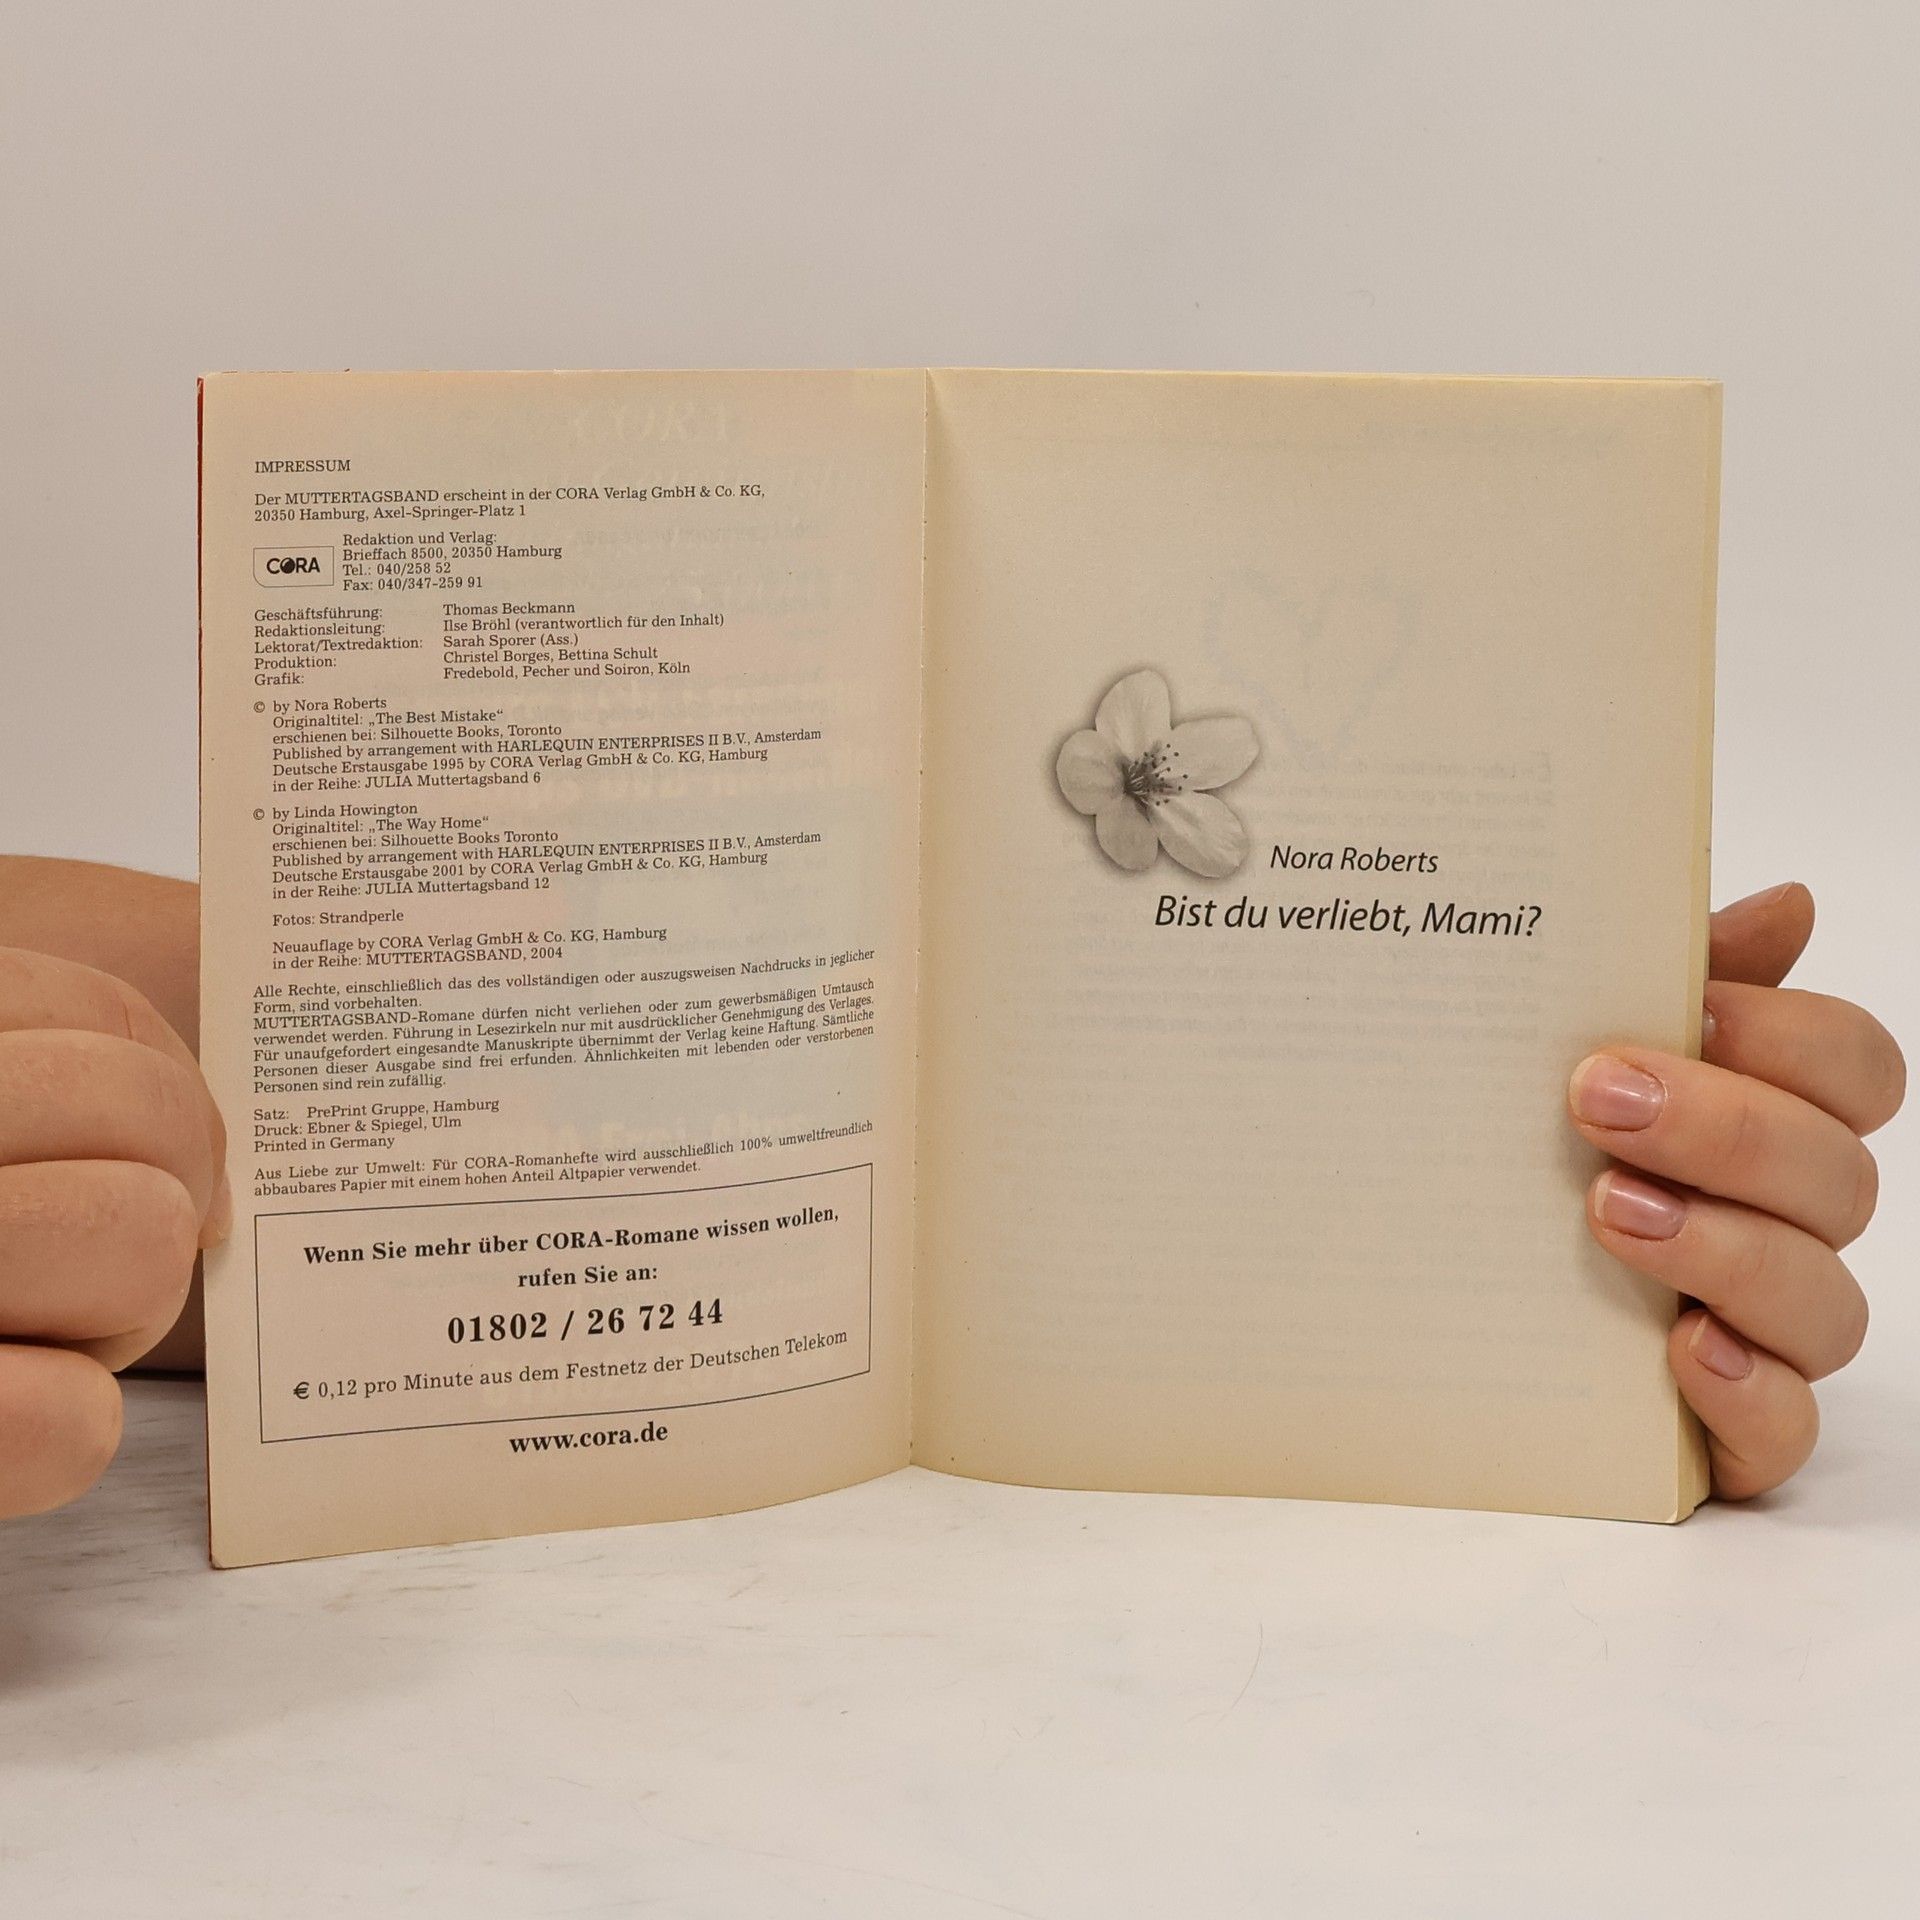 IMPRESSUM
Der MUTTERTAGSBAND erscheint in der CORA Verlag GmbH & Co. KG,
20350 Hamburg, Axel-Springer-Platz 1
CORA
Redaktion und Verlag:
Brieffach 8500, 20350 Hamburg
Tel.: 040/258 52
Fax: 040/347-259 91
Geschäftsführung: Thomas Beckmann
Redaktionsleitung: Ilse Bröhl (verantwortlich für den Inhalt)
Lektorat/Textredaktion: Sarah Sporer (Ass.)
Produktion: Christel Borges, Bettina Schult
Grafik: Fredebold, Pecher und Soiron, Köln
© by Nora Roberts
Originaltitel: „The Best Mistake“
erschienen bei: Silhouette Books, Toronto
Published by arrangement with HARLEQUIN ENTERPRISES II B.V., Amsterdam
Deutsche Erstausgabe 1995 by CORA Verlag GmbH & Co. KG, Hamburg
in der Reihe: JULIA Muttertagsband 6
© by Linda Howington
Originaltitel: „The Way Home“
erschienen bei: Silhouette Books Toronto
Published by arrangement with HARLEQUIN ENTERPRISES II B.V., Amsterdam
Deutsche Erstausgabe 2001 by CORA Verlag GmbH & Co. KG, Hamburg
in der Reihe: JULIA Muttertagsband 12
Fotos: Strandperle
Neuauflage by CORA Verlag GmbH & Co. KG, Hamburg
in der Reihe: MUTTERTAGSBAND, 2004
Alle Rechte, einschließlich das des vollständigen oder auszugsweisen Nachdrucks in jeglicher
Form, sind vorbehalten.
MUTTERTAGSBAND-Romane dürfen nicht verliehen oder zum gewerbsmäßigen Umtausch
verwendet werden. Führung in Lesezirkeln nur mit ausdrücklicher Genehmigung des Verlages.
Für unaufgefordert eingesandte Manuskripte übernimmt der Verlag keine Haftung. Sämtliche
Personen dieser Ausgabe sind frei erfunden. Ähnlichkeiten mit lebenden oder verstorbenen
Personen sind rein zufällig.
Satz: PrePrint Gruppe, Hamburg
Druck: Ebner & Spiegel, Ulm
Printed in Germany
Aus Liebe zur Umwelt: Für CORA-Romanhefte wird ausschließlich 100% umweltfreundlich
abbaubares Papier mit einem hohen Anteil Altpapier verwendet.
Wenn Sie mehr über CORA-Romane wissen wollen,
rufen Sie an:
01802 / 26 72 44
€ 0,12 pro Minute aus dem Festnetz der Deutschen Telekom
www.cora.de
Nora Roberts
Bist du verliebt, Mami?